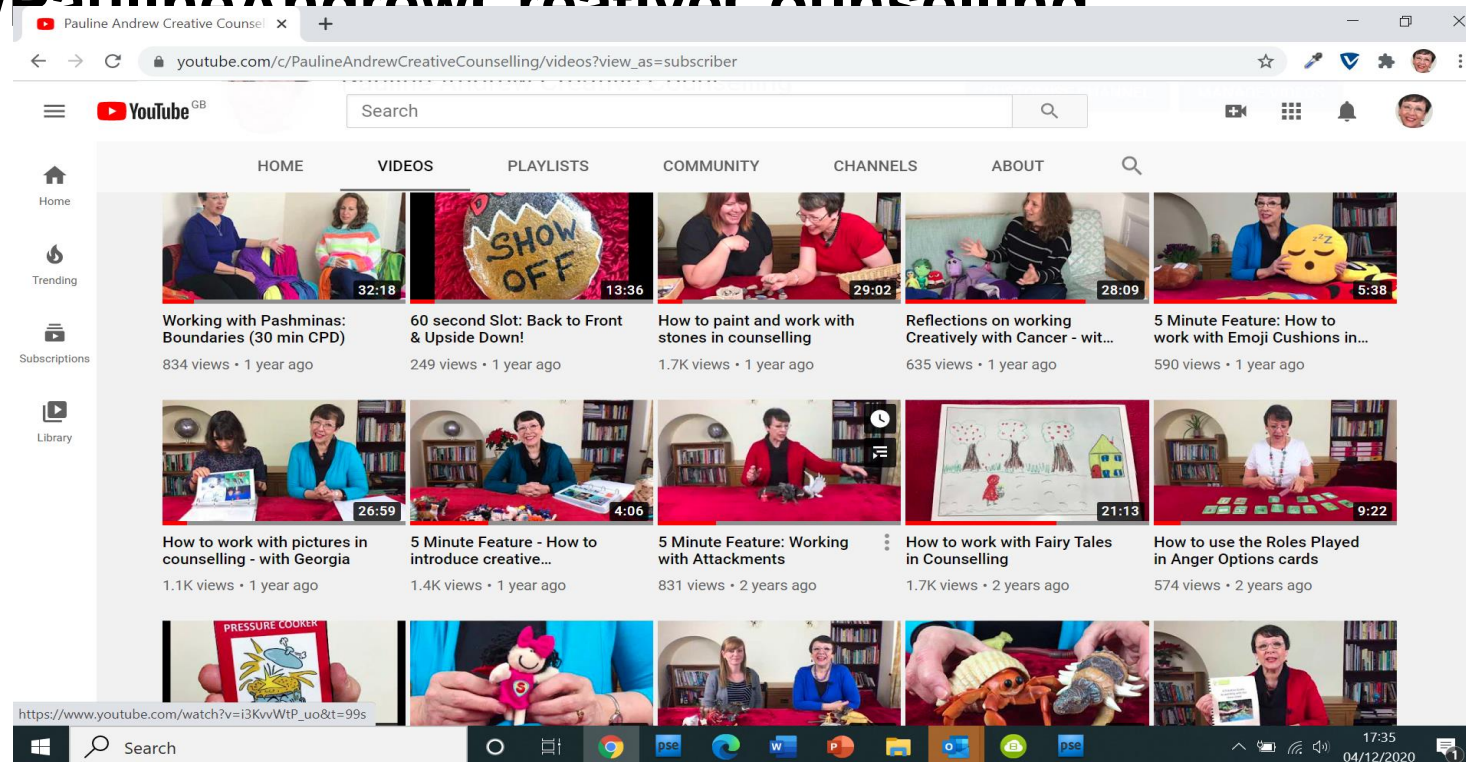 /PaulineAndrewCreativeCounselling
Pauline Andrew Creative Counsel
youtube.com/c/PaulineAndrewCreativeCounselling/videos?view_as=subscriber
YouTube GB
Search
HOME VIDEOS PLAYLISTS COMMUNITY CHANNELS ABOUT
Home
Trending
Subscriptions
Library
SHOW
OFF
32:18 13:36 29:02 28:09 5:38
Working with Pashminas:
Boundaries (30 min CPD)
834 views • 1 year ago
60 second Slot: Back to Front
& Upside Down!
249 views • 1 year ago
How to paint and work with
stones in counselling
1.7K views • 1 year ago
Reflections on working
Creatively with Cancer - wit...
635 views • 1 year ago
5 Minute Feature: How to
work with Emoji Cushions in...
590 views • 1 year ago
26:59 4:06 21:13 9:22
How to work with pictures in
counselling - with Georgia
1.1K views • 1 year ago
5 Minute Feature - How to
introduce creative...
1.4K views • 1 year ago
5 Minute Feature: Working
with Attackments
831 views • 2 years ago
How to work with Fairy Tales
in Counselling
1.7K views • 2 years ago
How to use the Roles Played
in Anger Options cards
574 views • 2 years ago
PRESSURE COOKER
S
https://www.youtube.com/watch?v=i3KvvWtP_uo&t=99s
Search
pse
pse
17:35
04/12/2020
1